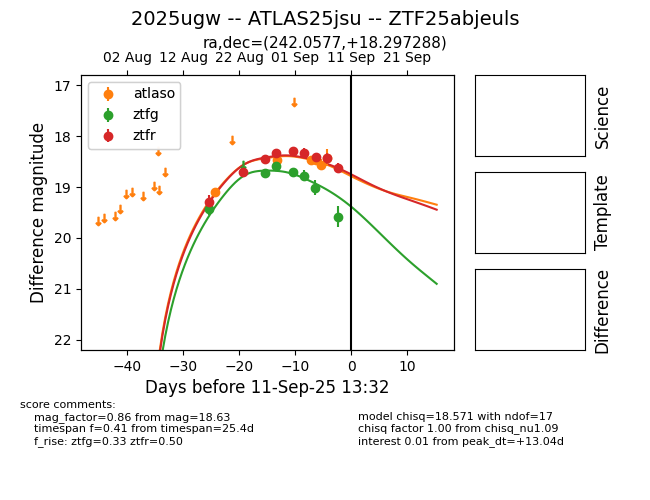 2025ugw -- ATLAS25jsu -- ZTF25abjeuls
ra,dec=(242.0577,+18.297288)
02 Aug 12 Aug 22 Aug 01 Sep 11 Sep 21 Sep
atlaso
ztfg
ztfr
17
18
19
20
21
22
Difference magnitude
−40 −30 −20 −10 0 10
Days before 11-Sep-25 13:32
Science
Template
Difference
score comments:
mag_factor=0.86 from mag=18.63
timespan f=0.41 from timespan=25.4d
f_rise: ztfg=0.33 ztfr=0.50
model chisq=18.571 with ndof=17
chisq factor 1.00 from chisq_nu1.09
interest 0.01 from peak_dt=+13.04d